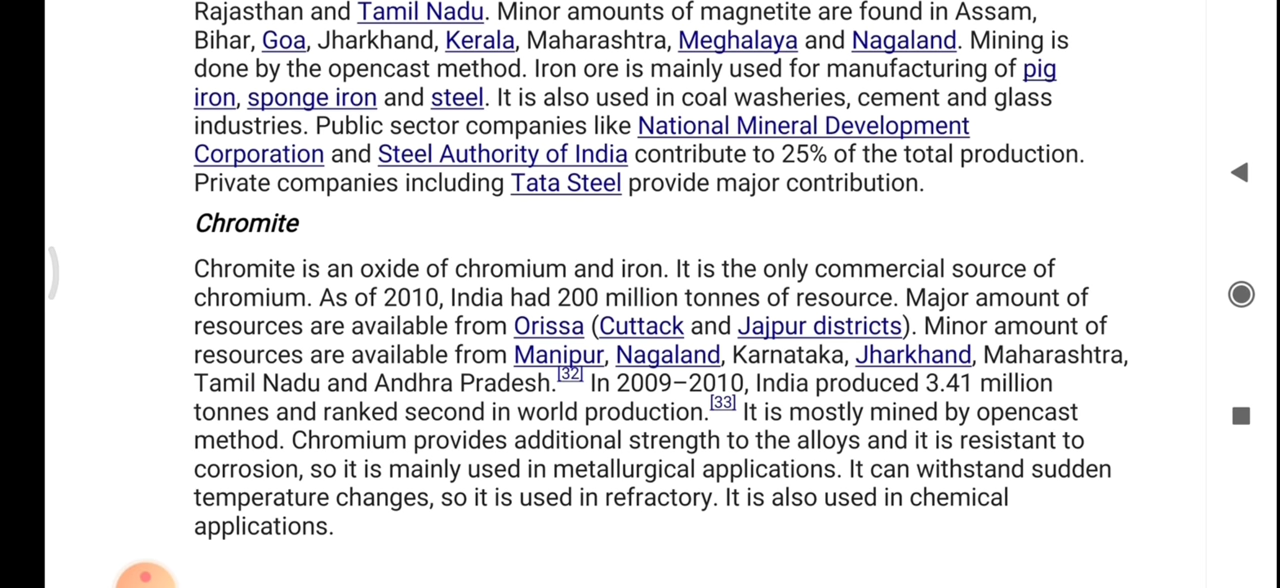 Rajasthan and Tamil Nadu. Minor amounts of magnetite are found in Assam,
Bihar, Goa, Jharkhand, Kerala, Maharashtra, Meghalaya and Nagaland. Mining is
done by the opencast method. Iron ore is mainly used for manufacturing of pig
iron, sponge iron and steel. It is also used in coal washeries, cement and glass
industries. Public sector companies like National Mineral Development
Corporation and Steel Authority of India contribute to 25% of the total production.
Private companies including Tata Steel provide major contribution.
Chromite
Chromite is an oxide of chromium and iron. It is the only commercial source of
chromium. As of 2010, India had 200 million tonnes of resource. Major amount of
resources are available from Orissa (Cuttack and Jajpur districts). Minor amount of
resources are available from Manipur, Nagaland, Karnataka, Jharkhand, Maharashtra,
Tamil Nadu and Andhra Pradesh.[32] In 2009–2010, India produced 3.41 million
tonnes and ranked second in world production.[33] It is mostly mined by opencast
method. Chromium provides additional strength to the alloys and it is resistant to
corrosion, so it is mainly used in metallurgical applications. It can withstand sudden
temperature changes, so it is used in refractory. It is also used in chemical
applications.